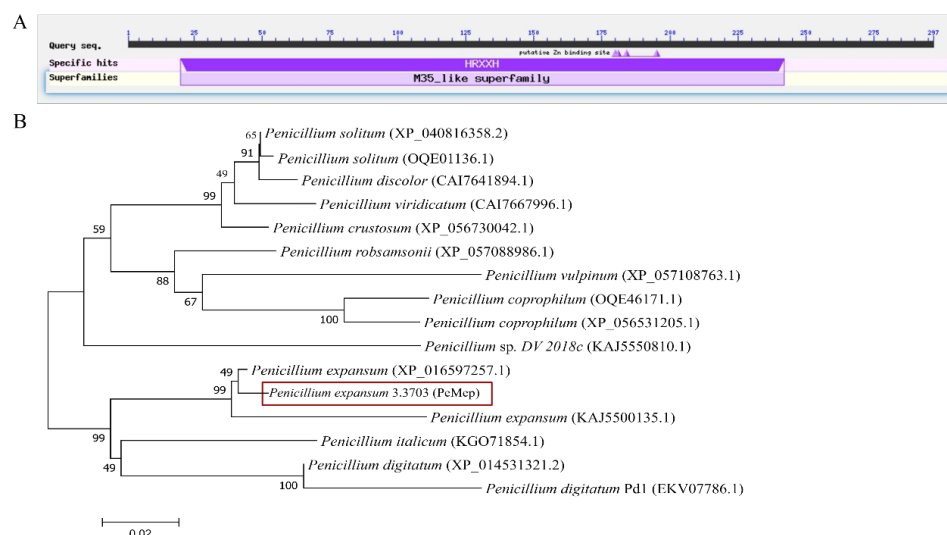 A
1 25 50 75 100 125 150 175 200 225 250 275 297
Query seq.
putative Zn binding site
Specific hits HRXXH
Superfamilies M35_like superfamily
B
65 Penicillium solitum (XP_040816358.2)
91 Penicillium solitum (OQE01136.1)
49 Penicillium discolor (CAI7641894.1)
99 Penicillium viridicatum (CAI7667996.1)
Penicillium crustosum (XP_056730042.1)
59
Penicillium robsamsonii (XP_057088986.1)
88 Penicillium vulpinum (XP_057108763.1)
67 Penicillium coprophilum (OQE46171.1)
100 Penicillium coprophilum (XP_056531205.1)
Penicillium sp. DV 2018c (KAJ5550810.1)
49 Penicillium expansum (XP_016597257.1)
99 Penicillium expansum 3.3703 (PeMep)
Penicillium expansum (KAJ5500135.1)
99 Penicillium italicum (KGO71854.1)
49 Penicillium digitatum (XP_014531321.2)
100 Penicillium digitatum Pd1 (EKV07786.1)
0.02